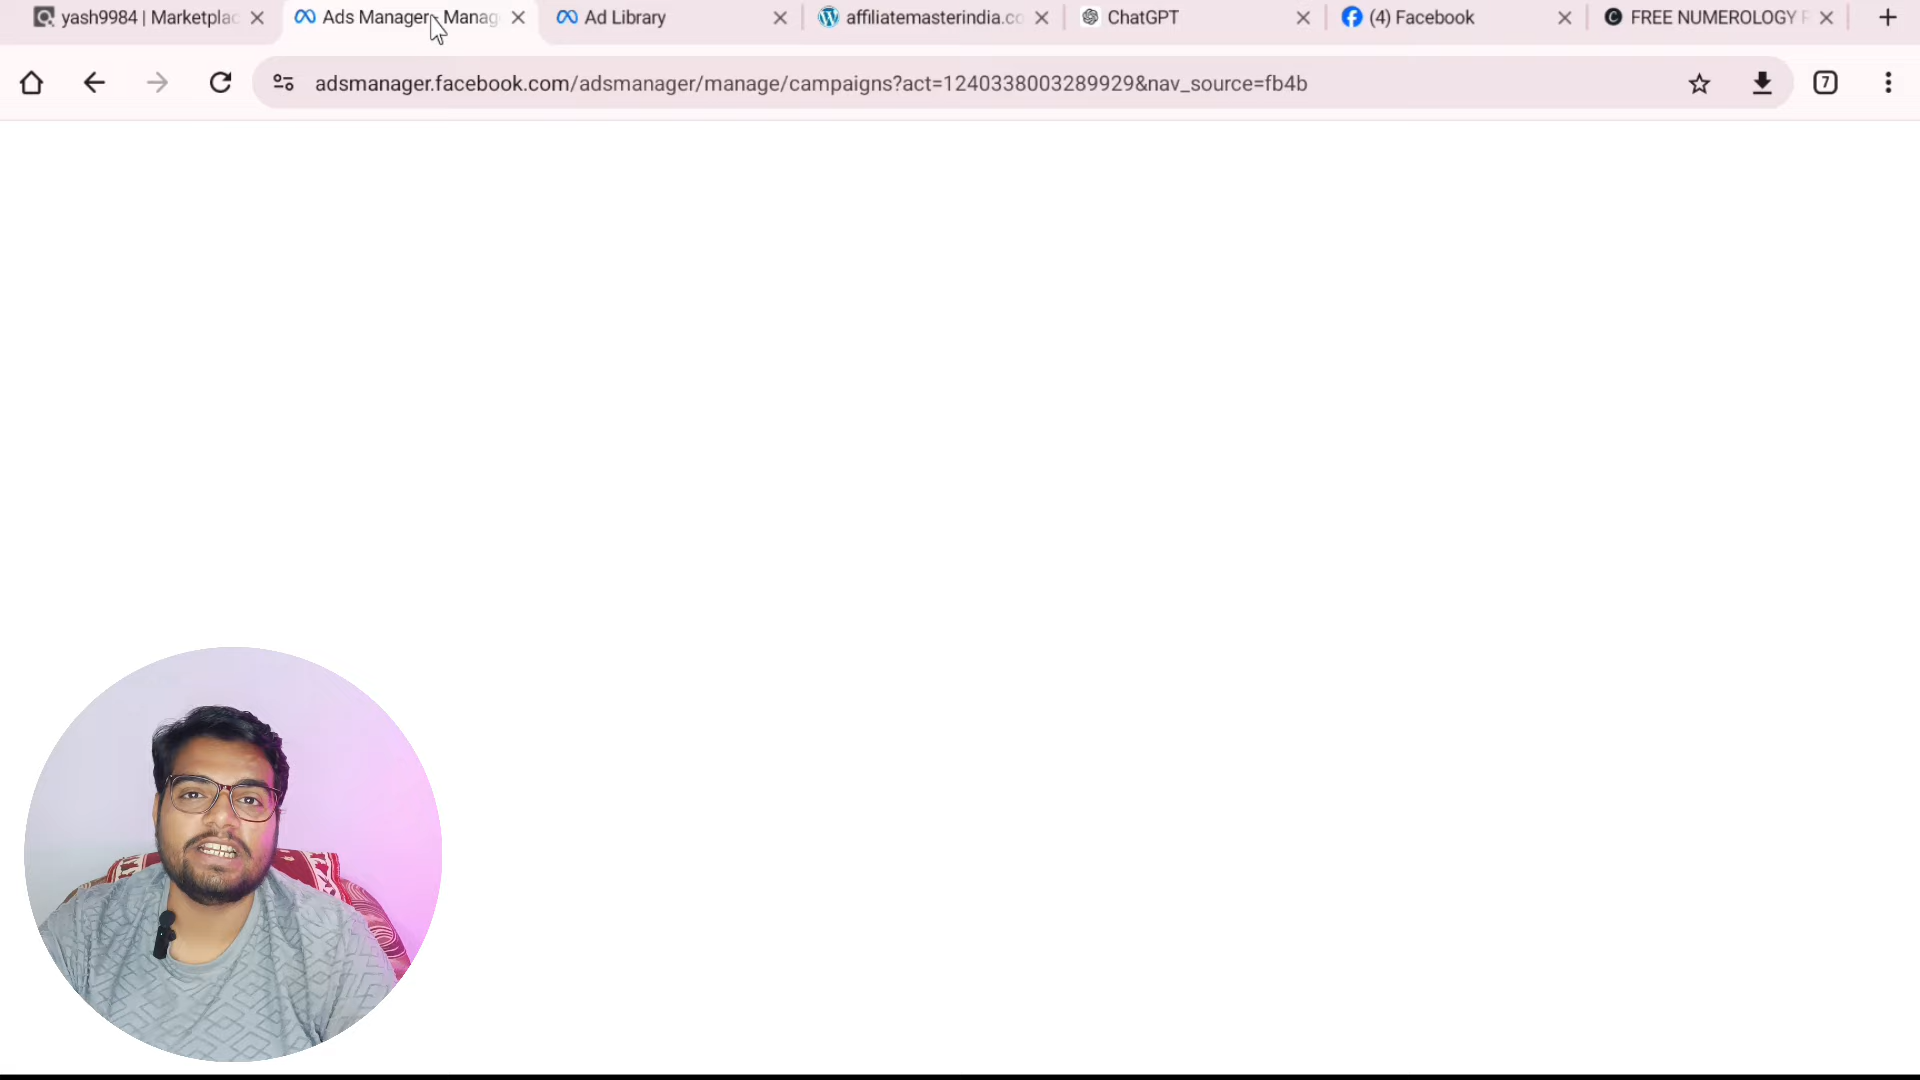 yash9984 | Marketplac
Ads Manager - Manag
Ad Library
affiliatemasterindia.co
ChatGPT
(4) Facebook
FREE NUMEROLOGY
adsmanager.facebook.com/adsmanager/manage/campaigns?act=1240338003289929&nav_source=fb4b
7